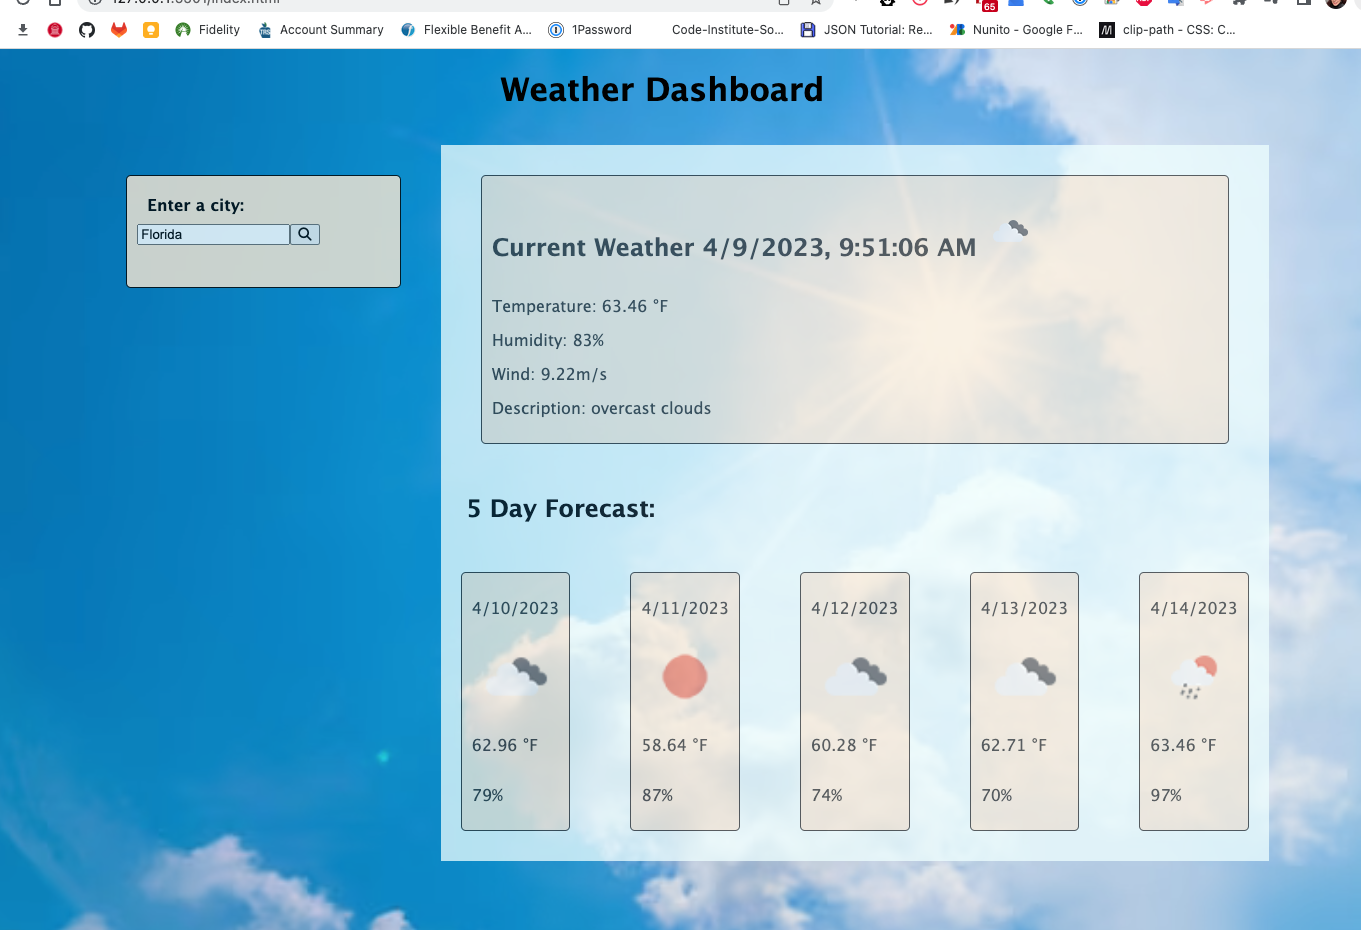 65
Fidelity
Account Summary
Flexible Benefit A...
1Password
Code-Institute-So...
JSON Tutorial: Re...
Nunito - Google F...
clip-path - CSS: C...
Weather Dashboard
Enter a city:
Florida
Current Weather 4/9/2023, 9:51:06 AM
Temperature: 63.46 °F
Humidity: 83%
Wind: 9.22m/s
Description: overcast clouds
5 Day Forecast:
4/10/2023
62.96 °F
79%
4/11/2023
58.64 °F
87%
4/12/2023
60.28 °F
74%
4/13/2023
62.71 °F
70%
4/14/2023
63.46 °F
97%